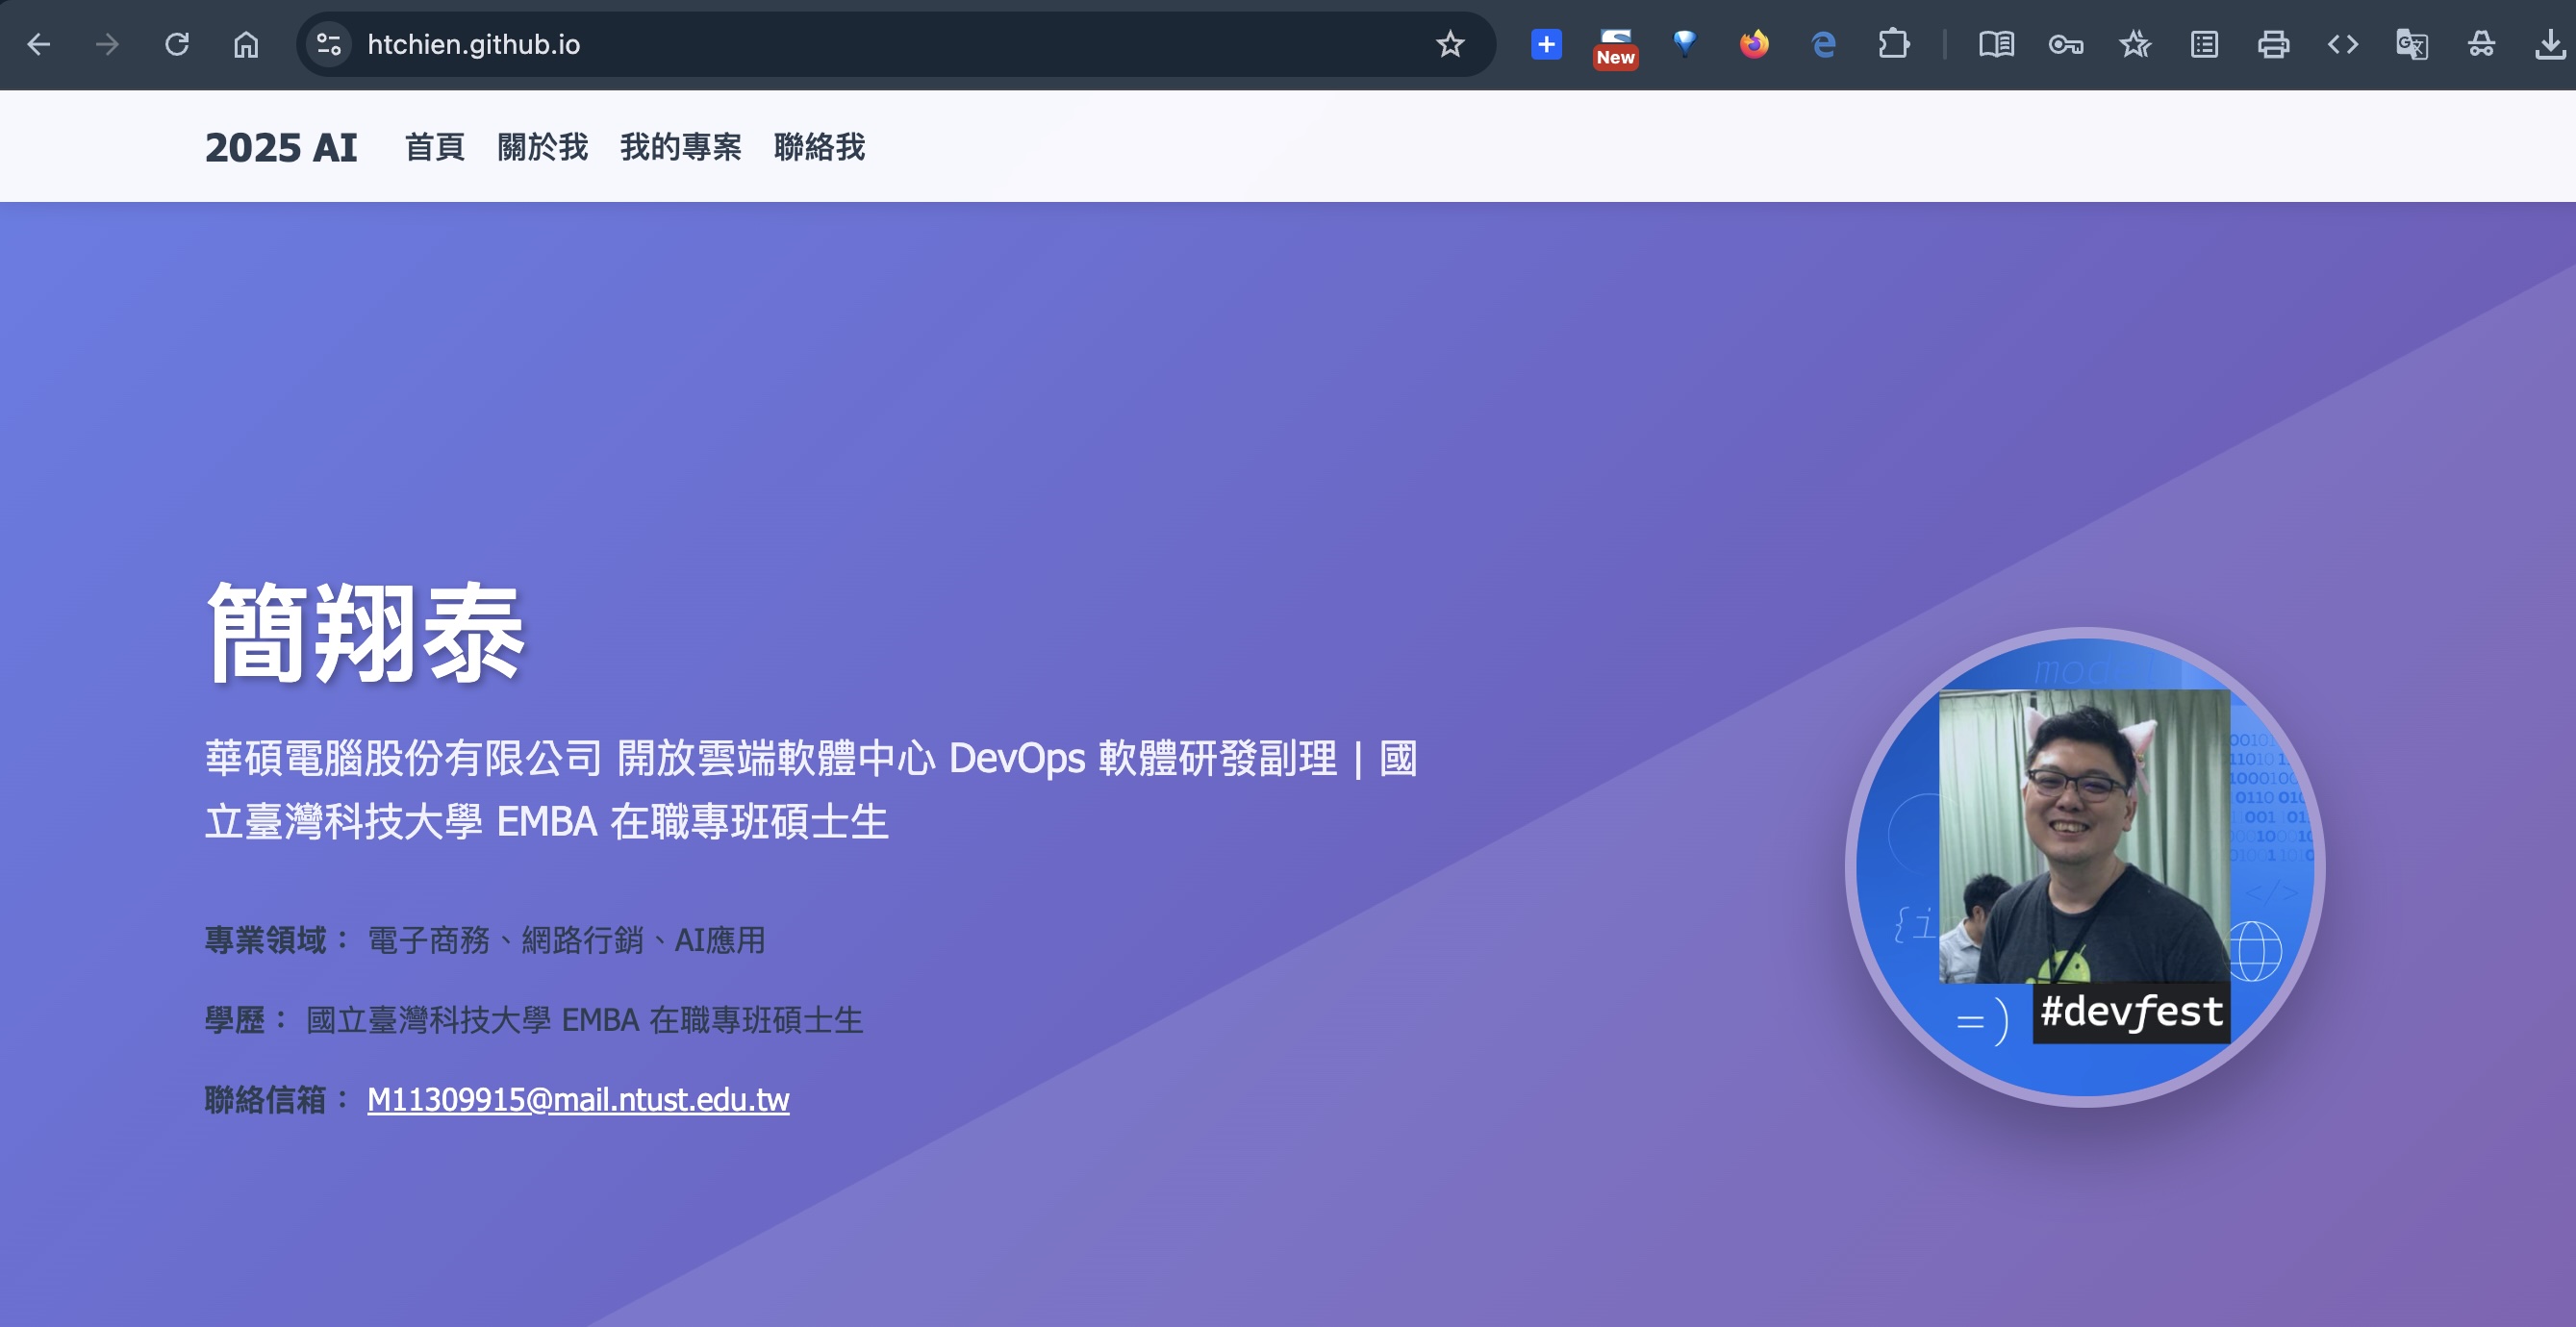 htchien.github.io
New
2025 AI 首頁 關於我 我的專案 聯絡我
簡翔泰
華碩電腦股份有限公司 開放雲端軟體中心 DevOps 軟體研發副理 | 國
立臺灣科技大學 EMBA 在職專班碩士生
專業領域： 電子商務、網路行銷、AI應用
學歷： 國立臺灣科技大學 EMBA 在職專班碩士生
聯絡信箱： M11309915@mail.ntust.edu.tw
{i
</>
=)
#devfest